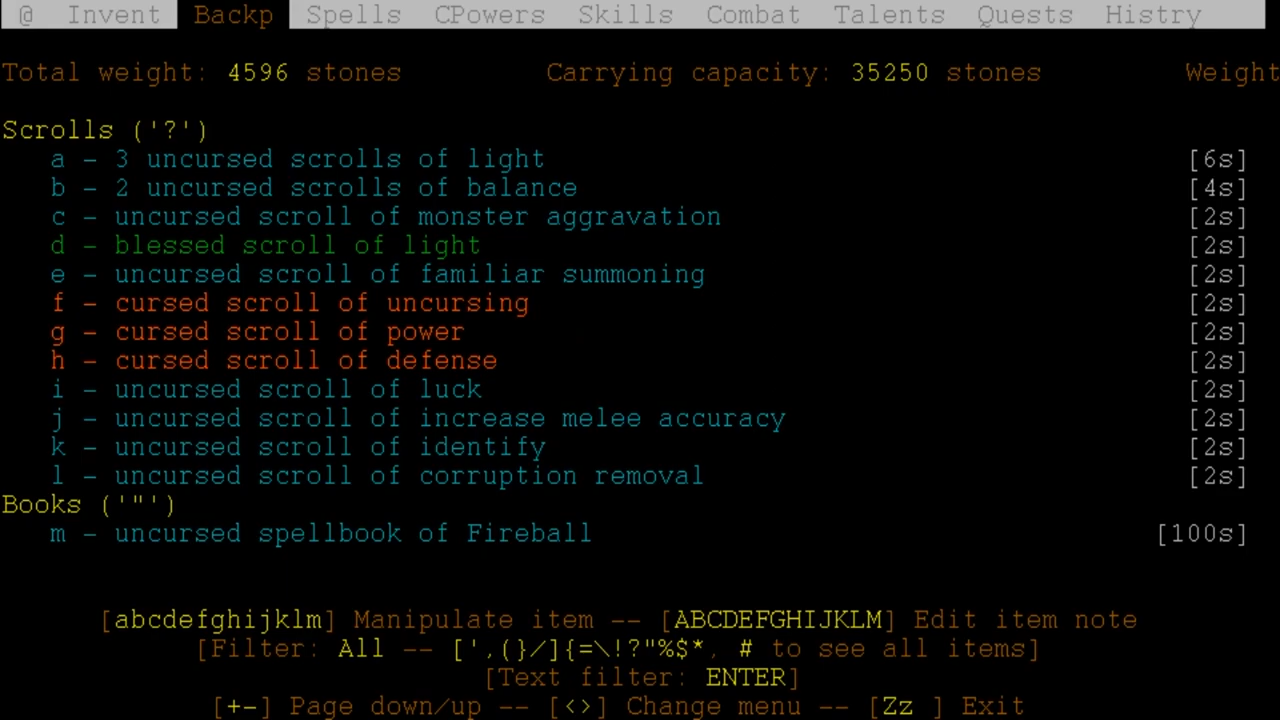 @ Invent Backp Spells CPowers Skills Combat Talents Quests Histry
Total weight: 4596 stones Carrying capacity: 35250 stones Weight
Scrolls ('?')
a - 3 uncursed scrolls of light [6s]
b - 2 uncursed scrolls of balance [4s]
c - uncursed scroll of monster aggravation [2s]
d - blessed scroll of light [2s]
e - uncursed scroll of familiar summoning [2s]
f - cursed scroll of uncursing [2s]
g - cursed scroll of power [2s]
h - cursed scroll of defense [2s]
i - uncursed scroll of luck [2s]
j - uncursed scroll of increase melee accuracy [2s]
k - uncursed scroll of identify [2s]
l - uncursed scroll of corruption removal [2s]
Books ('"')
m - uncursed spellbook of Fireball [100s]
[abcdefghijklm] Manipulate item -- [ABCDEFGHIJKLM] Edit item note
[Filter: All -- [',(}/]{=\!?"%$*, # to see all items]
[Text filter: ENTER]
[+-] Page down/up -- [<>] Change menu -- [Zz ] Exit